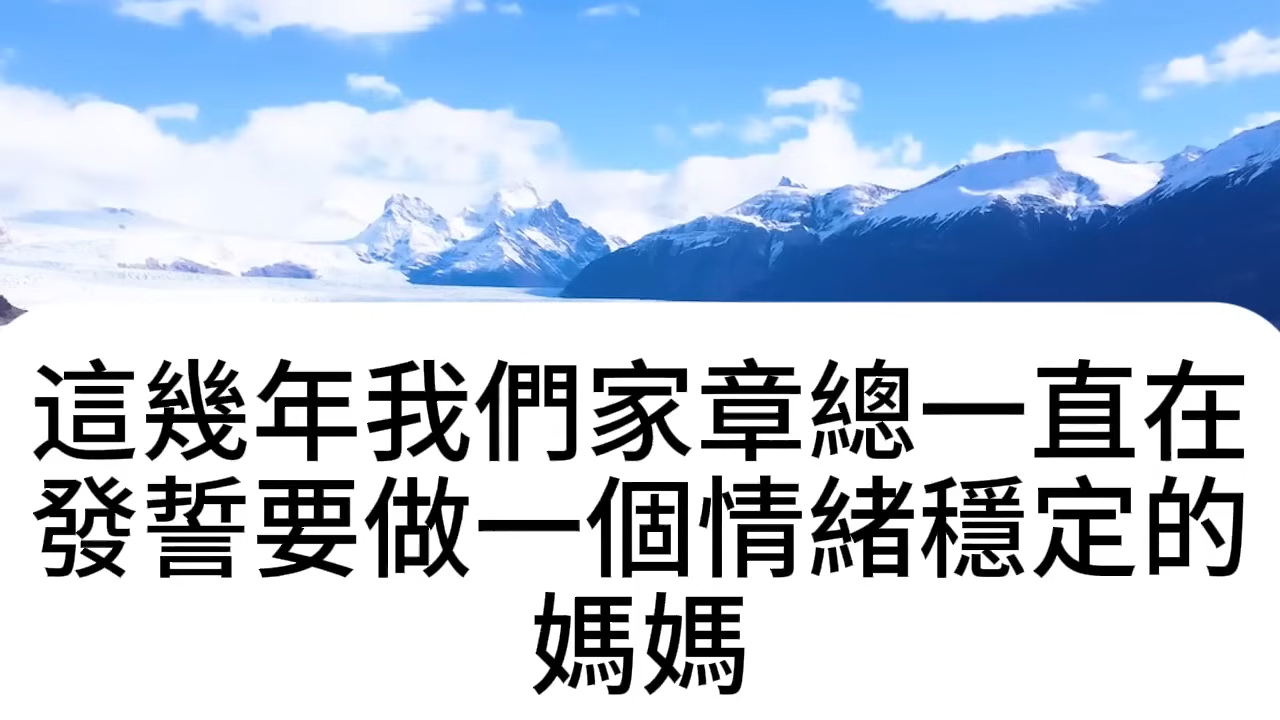 這幾年我們家章總一直在
發誓要做一個情緒穩定的
媽媽